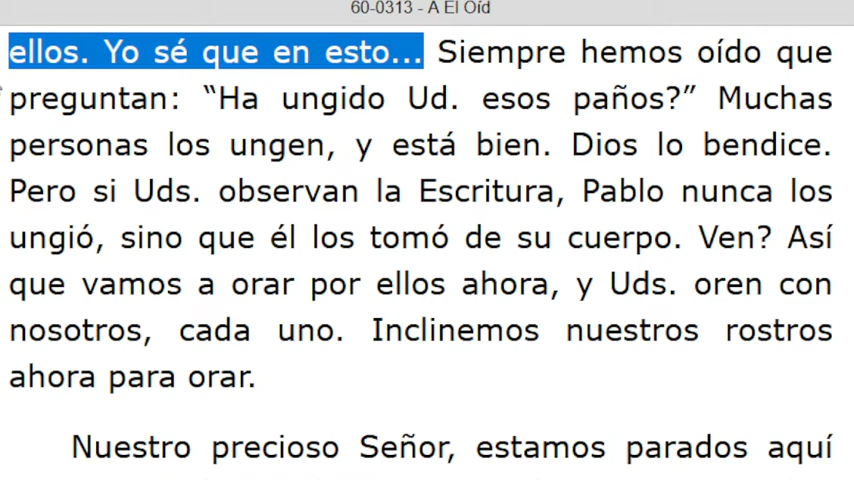 60-0313 - A El Oíd
ellos. Yo sé que en esto... Siempre hemos oído que
preguntan: “Ha ungido Ud. esos paños?” Muchas
personas los ungen, y está bien. Dios lo bendice.
Pero si Uds. observan la Escritura, Pablo nunca los
ungió, sino que él los tomó de su cuerpo. Ven? Así
que vamos a orar por ellos ahora, y Uds. oren con
nosotros, cada uno. Inclinemos nuestros rostros
ahora para orar.
Nuestro precioso Señor, estamos parados aquí